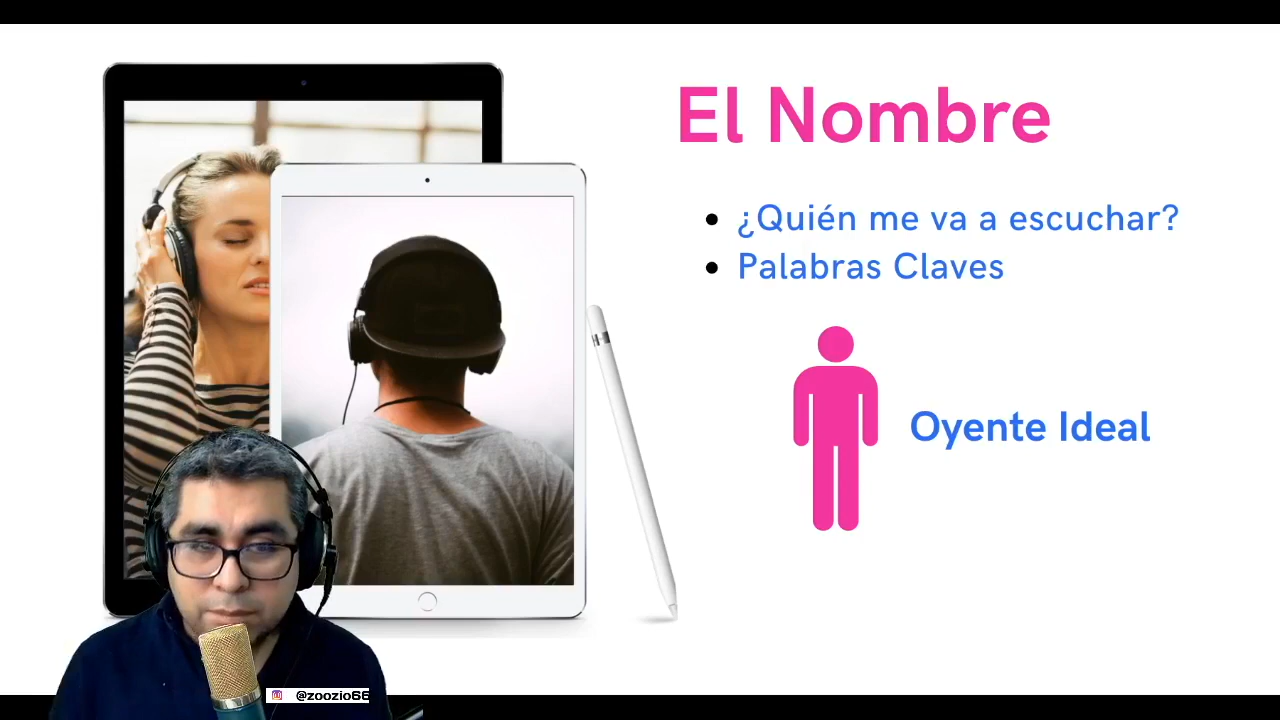 El Nombre
¿Quién me va a escuchar?
Palabras Claves
Oyente Ideal
@zoozio66